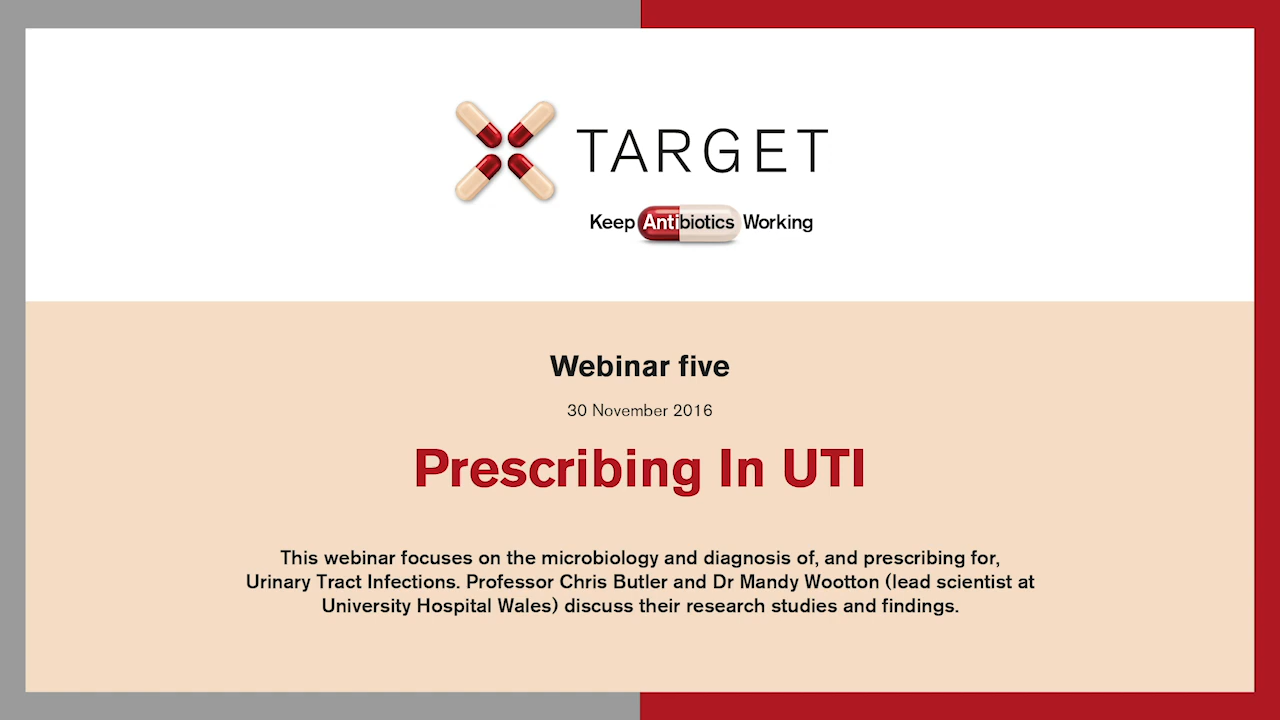 TARGET
Keep Antibiotics Working
Webinar five
30 November 2016
Prescribing In UTI
This webinar focuses on the microbiology and diagnosis of, and prescribing for,
Urinary Tract Infections. Professor Chris Butler and Dr Mandy Wootton (lead scientist at
University Hospital Wales) discuss their research studies and findings.